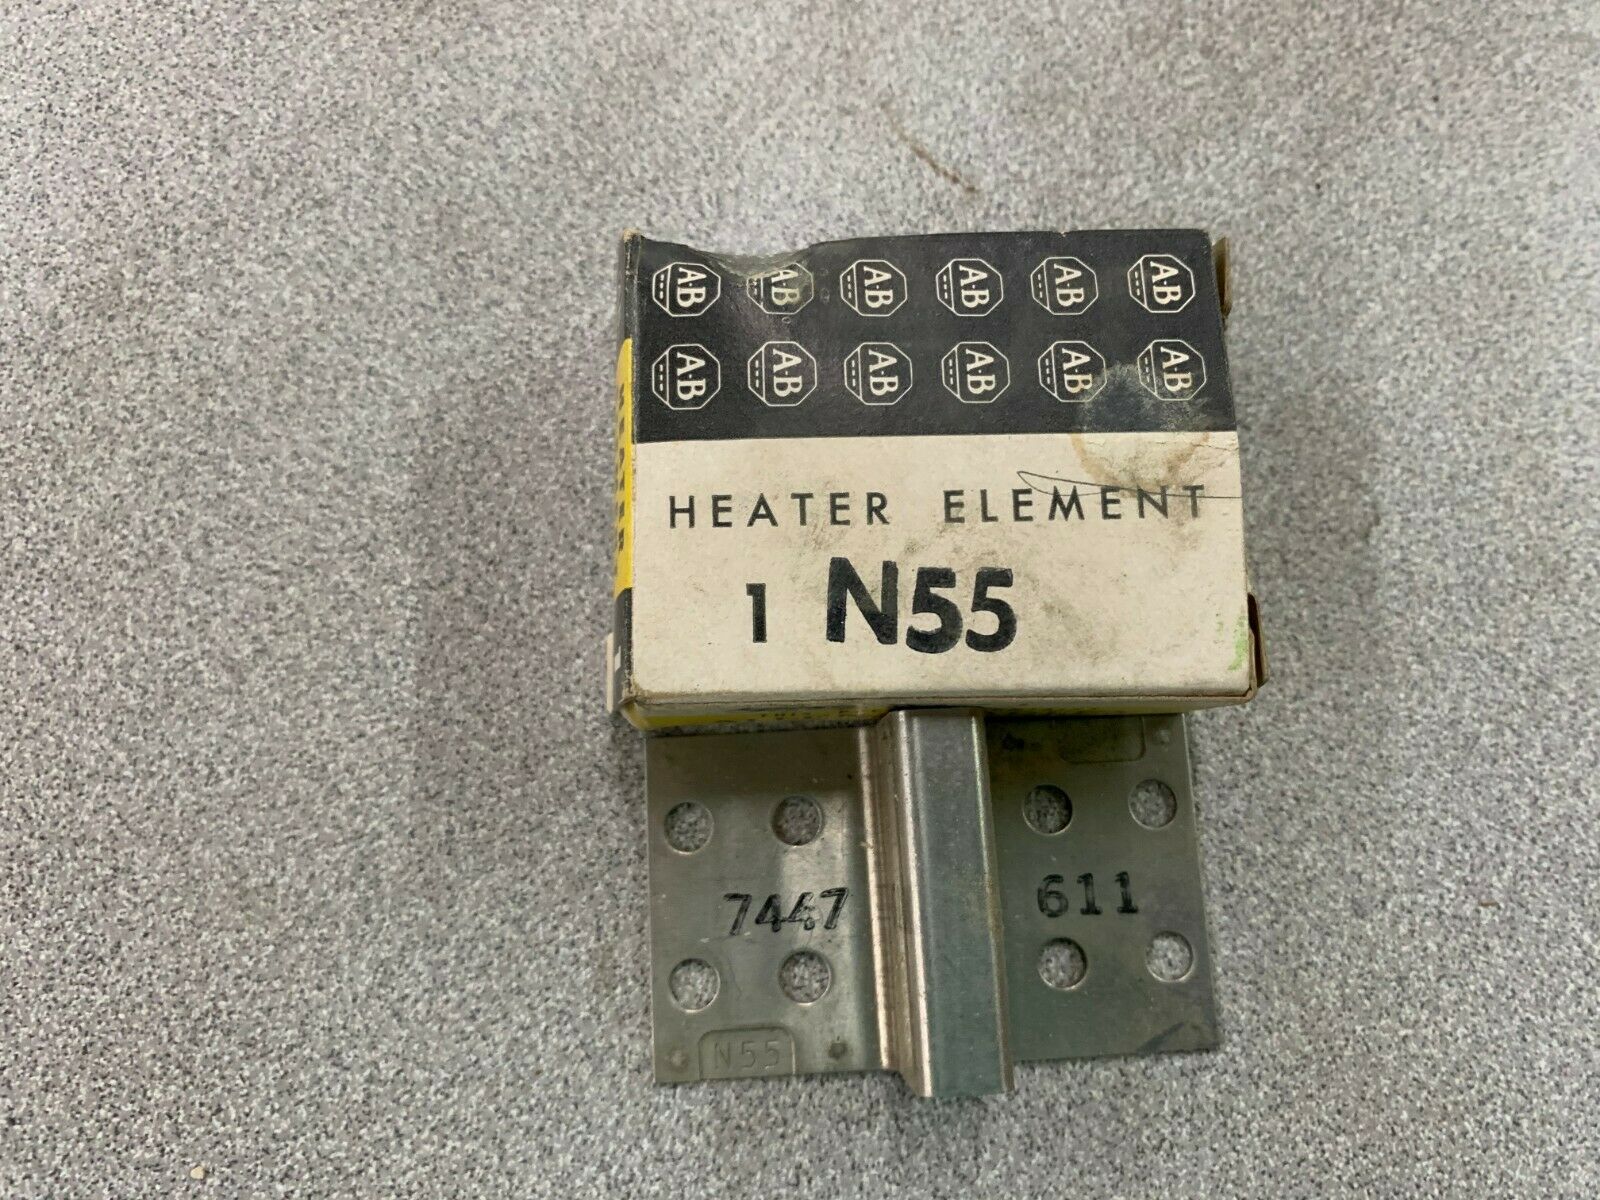 A-B A-B A-B A-B A-B A-B
A-B A-B A-B A-B A-B A-B
HEATER ELEMENT
1 N55
7447 611
N55